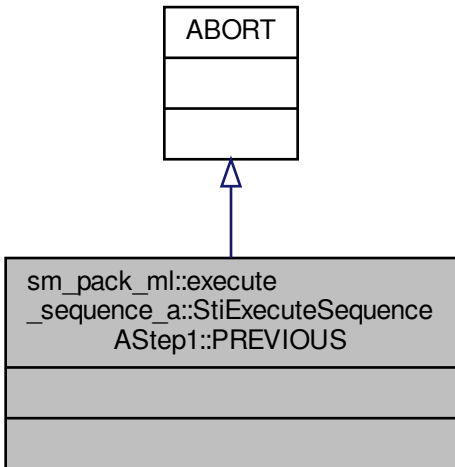 ABORT
sm_pack_ml::execute
_sequence_a::StiExecuteSequence
AStep1::PREVIOUS